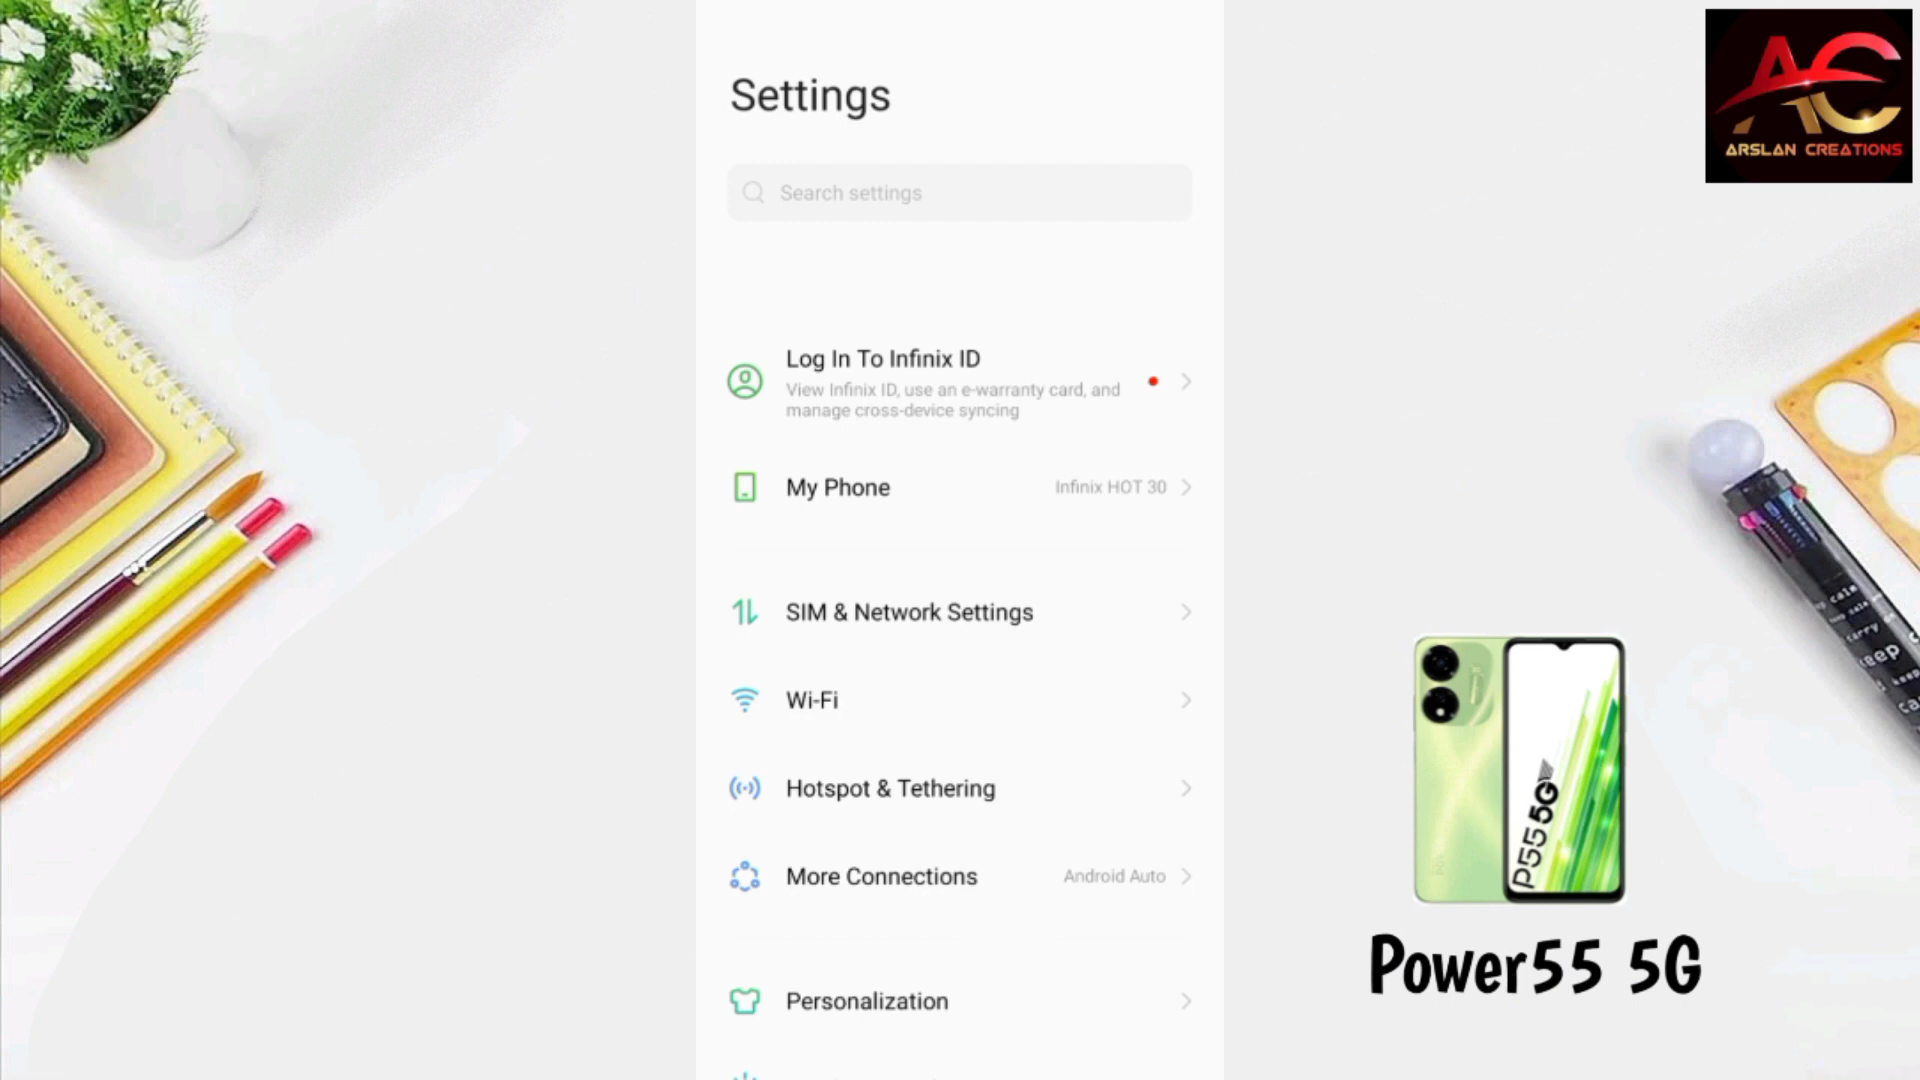 Settings
Search settings
ARSLAN CREATIONS
Log In To Infinix ID
View Infinix ID, use an e-warranty card, and
manage cross-device syncing
My Phone
Infinix HOT 30
SIM & Network Settings
Wi-Fi
Hotspot & Tethering
More Connections
Android Auto
Personalization
P55 5G
Power55 5G